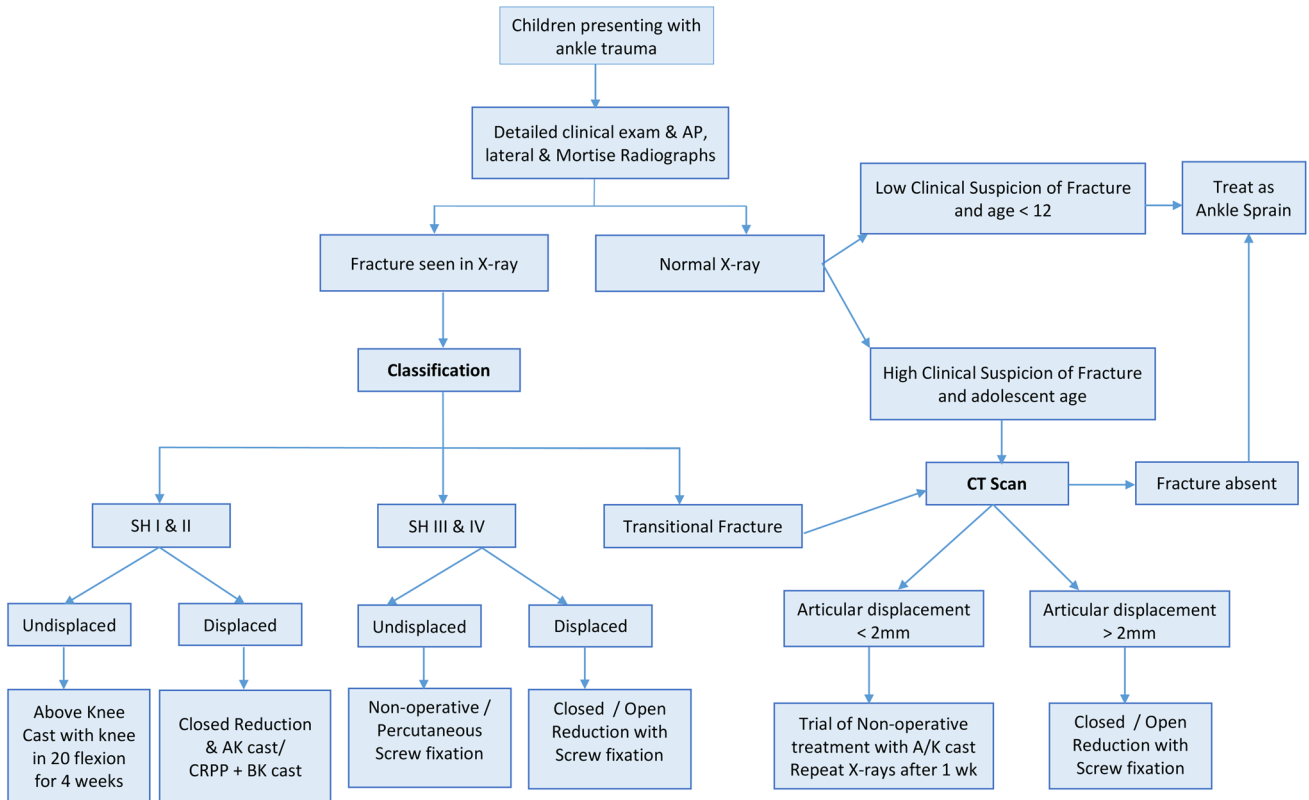 Children presenting with
ankle trauma
Detailed clinical exam & AP,
lateral & Mortise Radiographs
Low Clinical Suspicion of Fracture
and age < 12
Treat as
Ankle Sprain
Fracture seen in X-ray
Normal X-ray
Classification
High Clinical Suspicion of Fracture
and adolescent age
CT Scan
Fracture absent
SH I & II
SH III & IV
Transitional Fracture
Undisplaced
Displaced
Undisplaced
Displaced
Articular displacement
< 2mm
Articular displacement
> 2mm
Above Knee
Cast with knee
in 20 flexion
for 4 weeks
Closed Reduction
& AK cast/
CRPP + BK cast
Non-operative /
Percutaneous
Screw fixation
Closed / Open
Reduction with
Screw fixation
Trial of Non-operative
treatment with A/K cast
Repeat X-rays after 1 wk
Closed / Open
Reduction with
Screw fixation